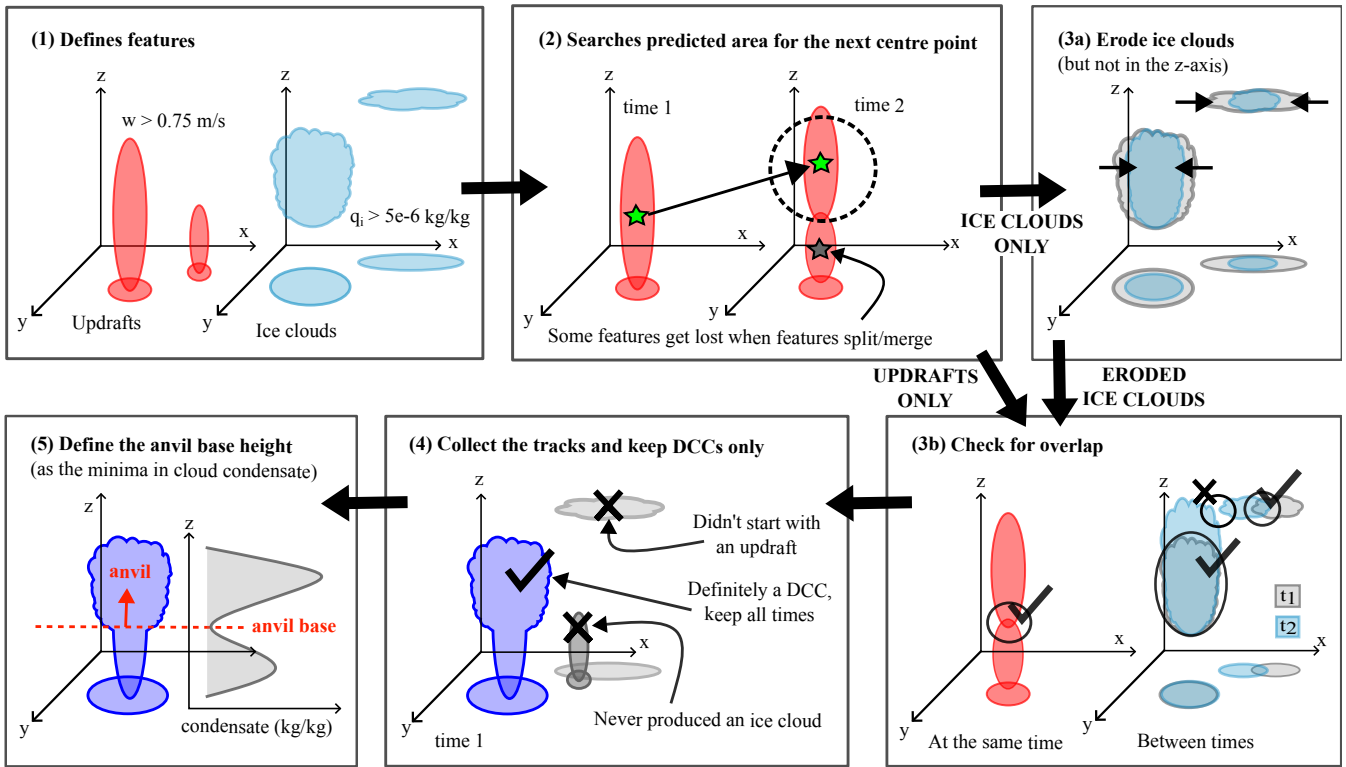 (1) Defines features
z
w > 0.75 m/s
x
y
Updrafts
z
q_i > 5e-6 kg/kg
x
y
Ice clouds
(2) Searches predicted area for the next centre point
z
time 1
x
y
z
time 2
x
y
Some features get lost when features split/merge
ICE CLOUDS
ONLY
(3a) Erode ice clouds
(but not in the z-axis)
z
x
y
UPDRAFTS
ONLY
ERODED
ICE CLOUDS
(3b) Check for overlap
z
x
y
At the same time
z
t1
t2
x
y
Between times
(4) Collect the tracks and keep DCCs only
z
Didn't start with
an updraft
Definitely a DCC,
keep all times
x
y
time 1
Never produced an ice cloud
(5) Define the anvil base height
(as the minima in cloud condensate)
z
z
anvil
anvil base
x
y
condensate (kg/kg)